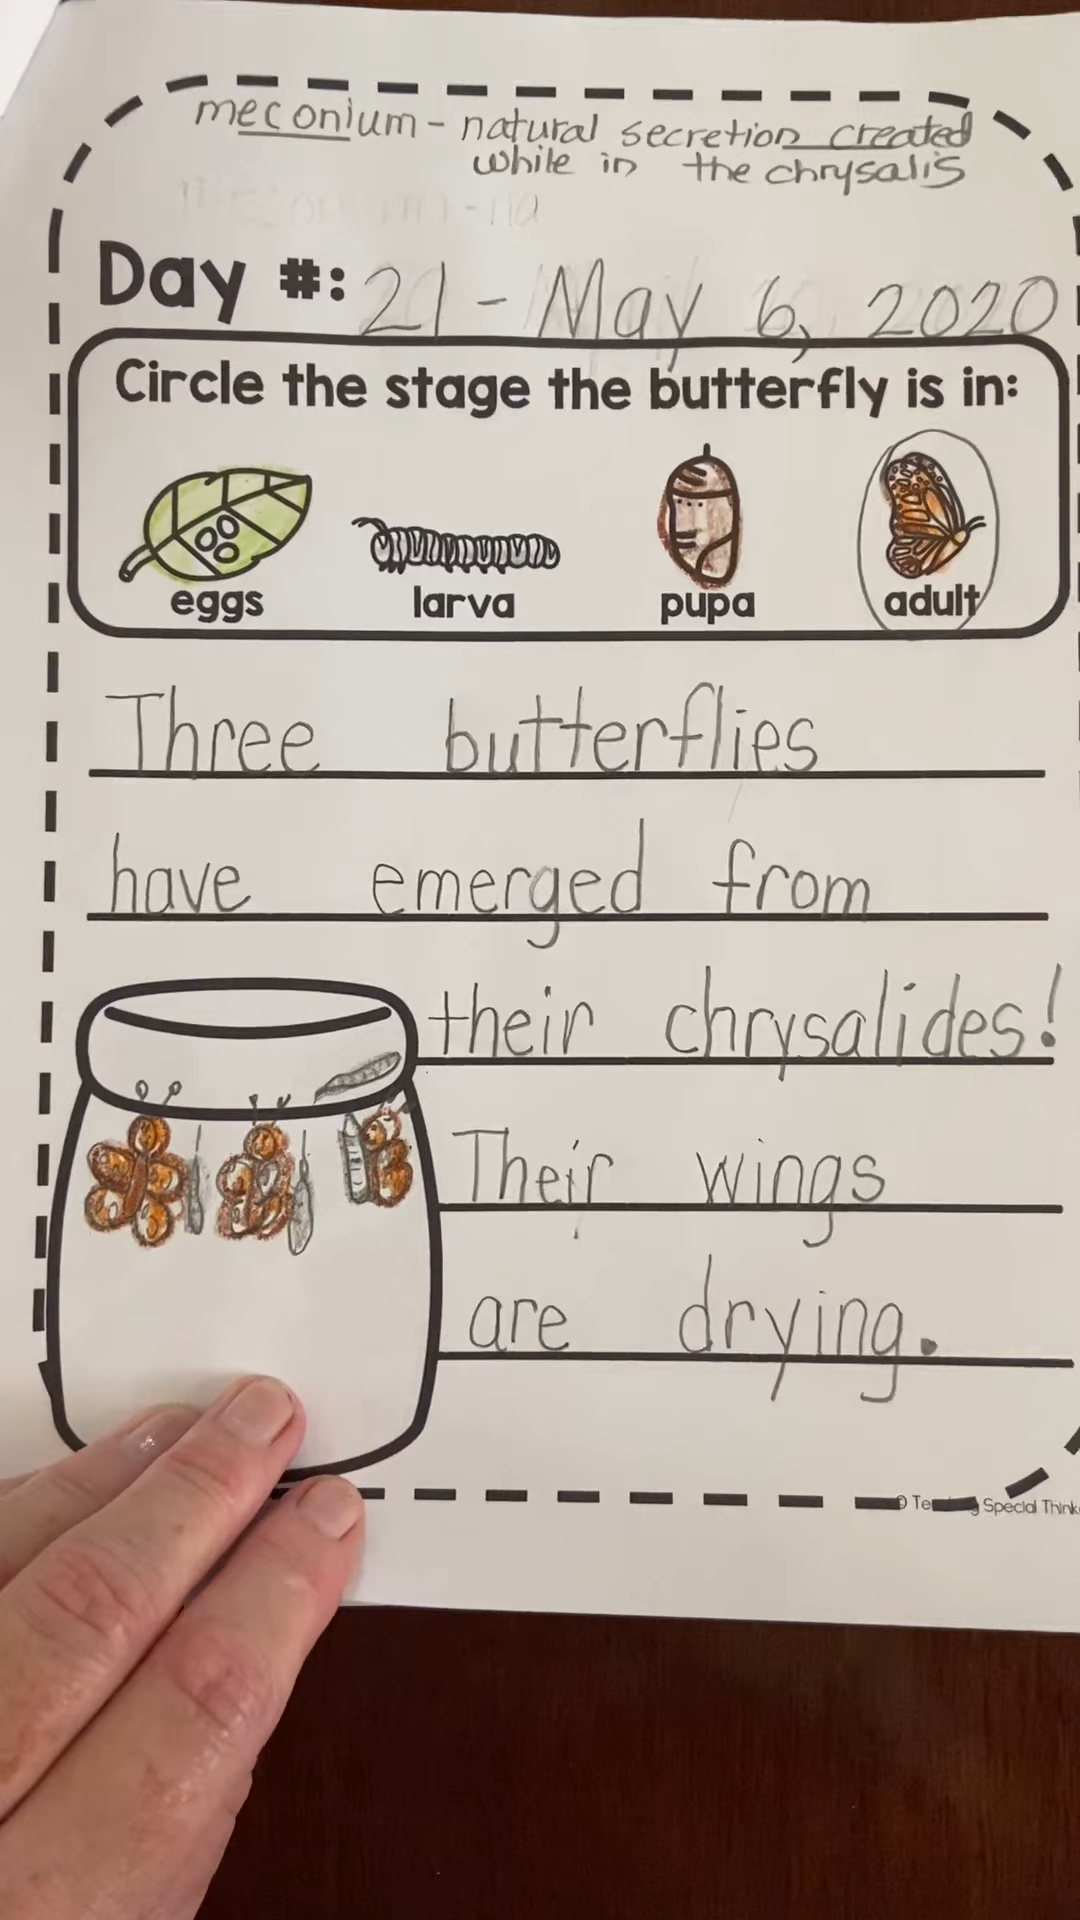 meconium - natural secretion created
while in the chrysalis
Day #: 21 - May 6, 2020
Circle the stage the butterfly is in:
eggs larva pupa adult
Three butterflies
have emerged from
their chrysalides!
Their wings
are drying.
© Special